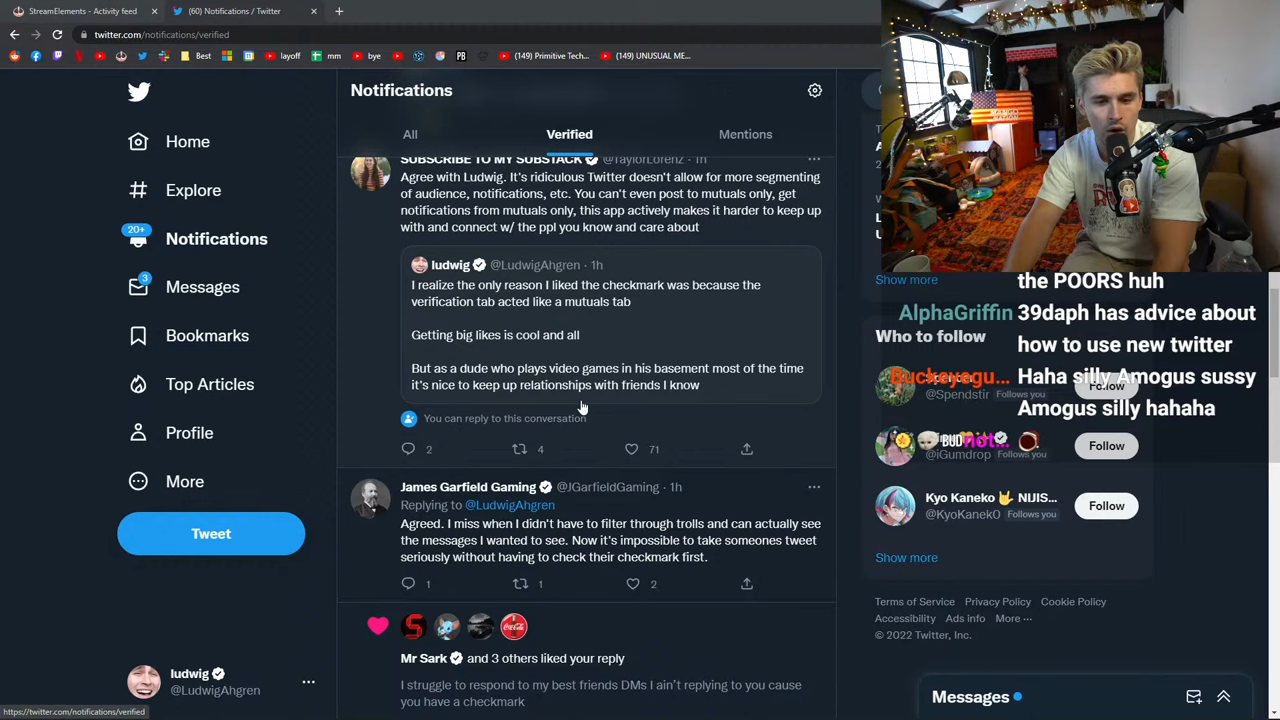 StreamElements - Activity feed
(60) Notifications / Twitter
twitter.com/notifications/verified
Best
layoff
mm
bye
PB
(149) Primitive Tech...
(149) UNUSUAL ME...
Home
Explore
20+
Notifications
3
Messages
Bookmarks
Top Articles
Profile
More
Tweet
ludwig
@LudwigAhgren
https://twitter.com/notifications/verified
Notifications
All
Verified
Mentions
SUBSCRIBE TO MY SUBSTACK @TaylorLorenz · 1h
Agree with Ludwig. It's ridiculous Twitter doesn't allow for more segmenting
of audience, notifications, etc. You can't even post to mutuals only, get
notifications from mutuals only, this app actively makes it harder to keep up
with and connect w/ the ppl you know and care about
ludwig @LudwigAhgren · 1h
I realize the only reason I liked the checkmark was because the
verification tab acted like a mutuals tab
Getting big likes is cool and all
But as a dude who plays video games in his basement most of the time
it's nice to keep up relationships with friends I know
You can reply to this conversation
2
4
71
James Garfield Gaming @JGarfieldGaming · 1h
Replying to @LudwigAhgren
Agreed. I miss when I didn't have to filter through trolls and can actually see
the messages I wanted to see. Now it's impossible to take someones tweet
seriously without having to check their checkmark first.
1
1
2
Coca-Cola
Mr Sark and 3 others liked your reply
I struggle to respond to my best friends DMs I ain't replying to you cause
you have a checkmark
MANGO
NATION
Show more
the POORS huh
AlphaGriffin 39daph has advice about
how to use new twitter
Buckeyegu... Haha silly Amogus sussy
Amogus silly hahaha
not...
Who to follow
@Spendstir Follows you
Follow
BUD
@iGumdrop Follows you
Follow
Kyo Kaneko NIJIS...
@KyoKanek0 Follows you
Follow
Show more
Terms of Service Privacy Policy Cookie Policy
Accessibility Ads info More ···
© 2022 Twitter, Inc.
Messages